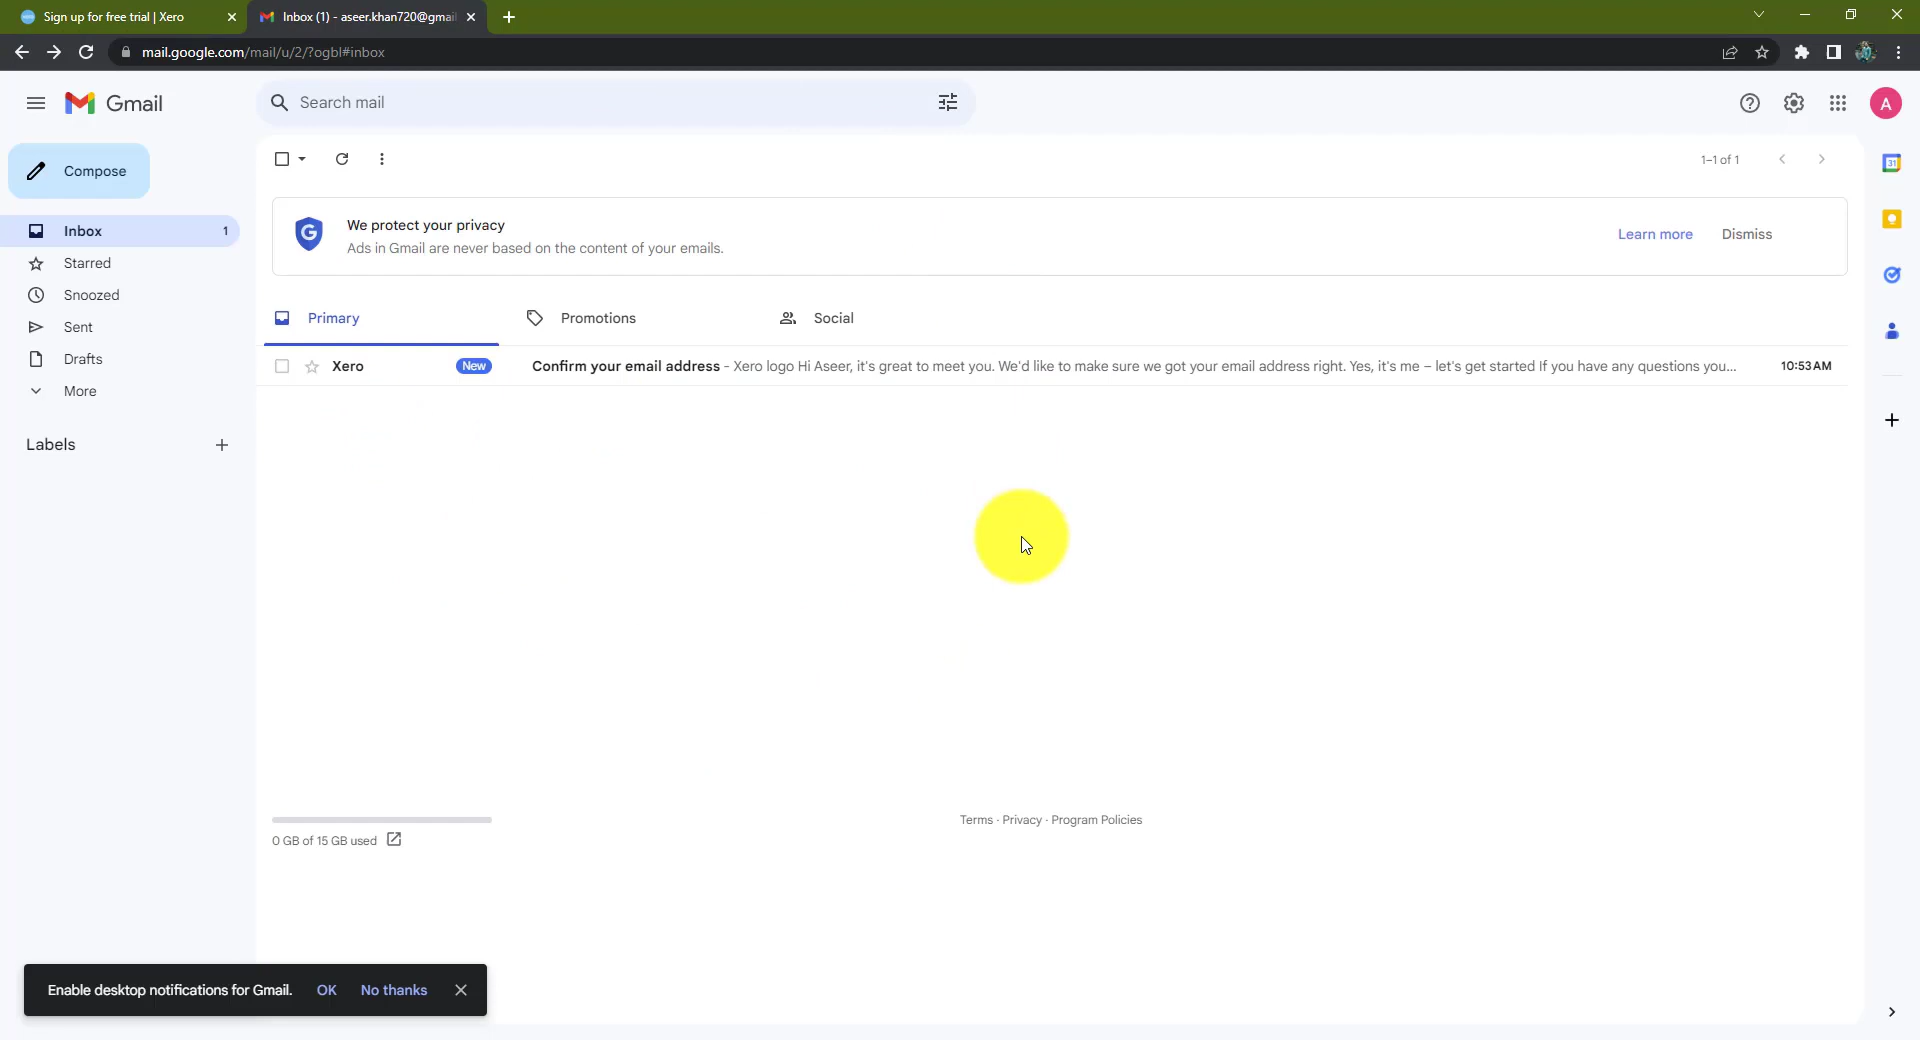 Sign up for free trial | Xero
Inbox (1) - aseer.khan720@gmai
mail.google.com/mail/u/2/?ogbl#inbox
Gmail
Search mail
A
Compose
1–1 of 1
We protect your privacy
Ads in Gmail are never based on the content of your emails.
Learn more
Dismiss
31
G
Inbox
1
Starred
Snoozed
Sent
Drafts
More
Labels
Primary
Promotions
Social
Xero
New
Confirm your email address - Xero logo Hi Aseer, it's great to meet you. We'd like to make sure we got your email address right. Yes, it's me – let's get started If you have any questions you...
10:53 AM
0 GB of 15 GB used
Terms · Privacy · Program Policies
Enable desktop notifications for Gmail.
OK
No thanks